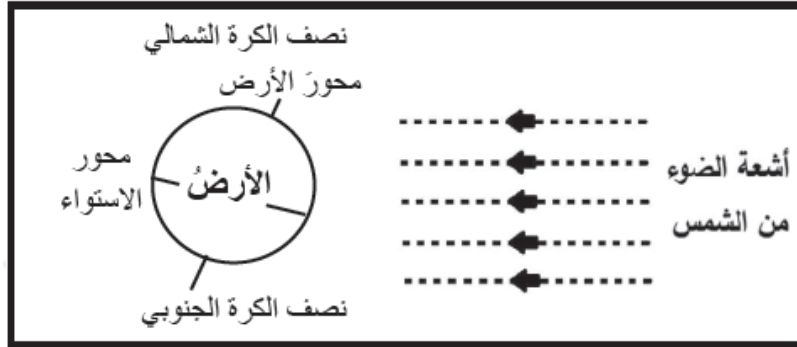 نصف الكرة الشمالي
محورَ الأرض
محور
الاستواء
الأرضُ
أشعة الضوء
من الشمس
نصف الكرة الجنوبي